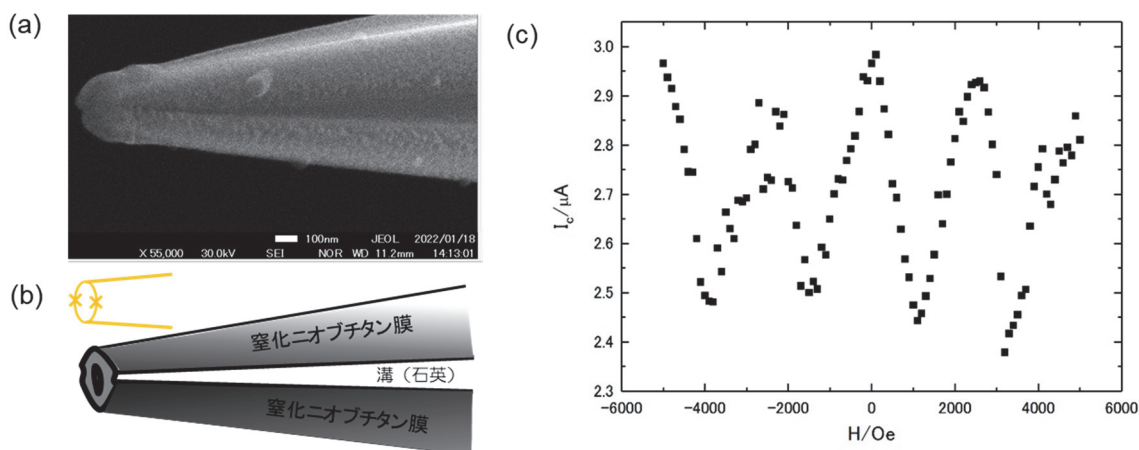 (a)
100nm JEOL 2022/01/18
X 55,000 30.0kV SEI NOR WD 11.2mm 14:13:01
(b)
窒化ニオブチタン膜
溝（石英）
窒化ニオブチタン膜
(c)
3.0
2.9
2.8
2.7
2.6
2.5
2.4
2.3
Ic/μA
-6000 -4000 -2000 0 2000 4000 6000
H/Oe